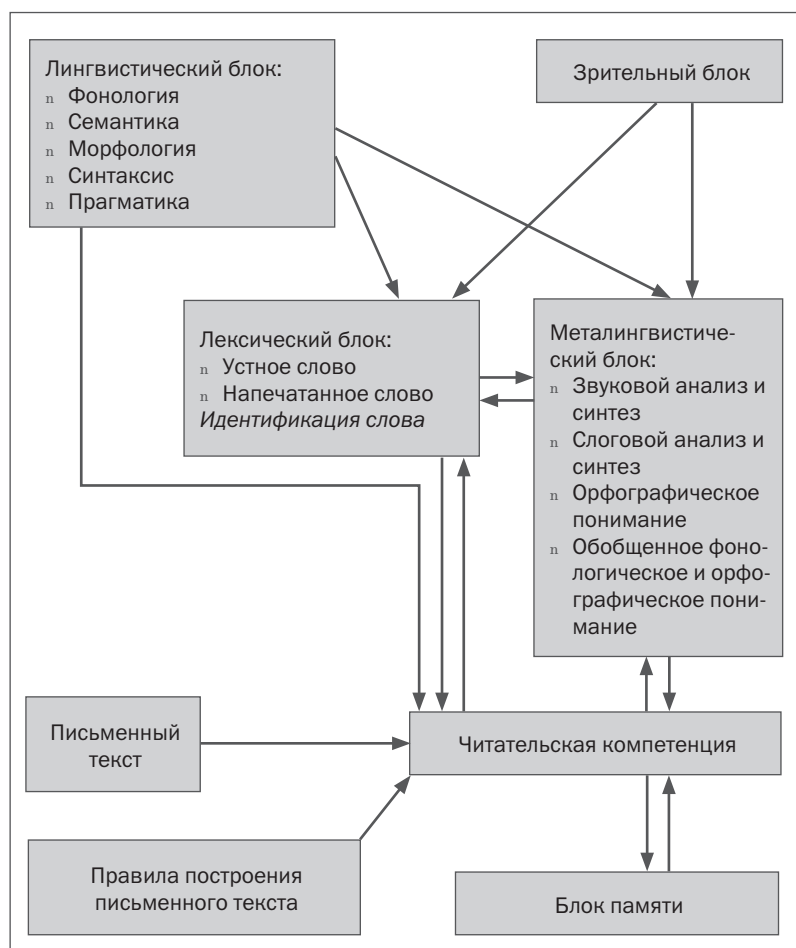 Лингвистический блок:
n Фонология
n Семантика
n Морфология
n Синтаксис
n Прагматика
Зрительный блок
Лексический блок:
n Устное слово
n Напечатанное слово
Идентификация слова
Металингвистиче-
ский блок:
n Звуковой анализ и
синтез
n Слоговой анализ и
синтез
n Орфографическое
понимание
n Обобщенное фоно-
логическое и орфо-
графическое пони-
мание
Письменный
текст
Читательская компетенция
Правила построения
письменного текста
Блок памяти